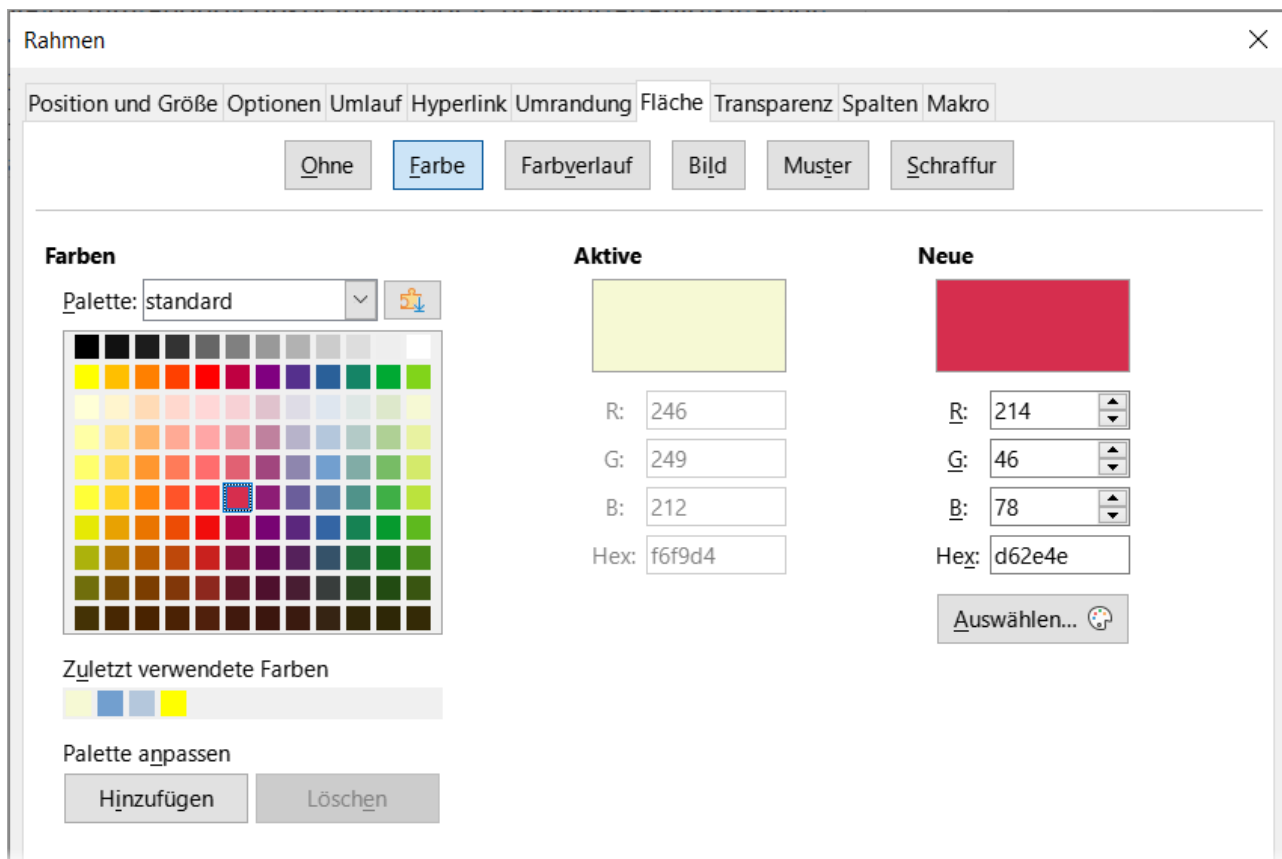 Rahmen
Position und Größe Optionen Umlauf Hyperlink Umrandung Fläche Transparenz Spalten Makro
Ohne Farbe Farbverlauf Bild Muster Schraffur
Farben Aktive Neue
Palette: standard
R: 246 R: 214
G: 249 G: 46
B: 212 B: 78
Hex: f6f9d4 Hex: d62e4e
Auswählen...
Zuletzt verwendete Farben
Palette anpassen
Hinzufügen Löschen